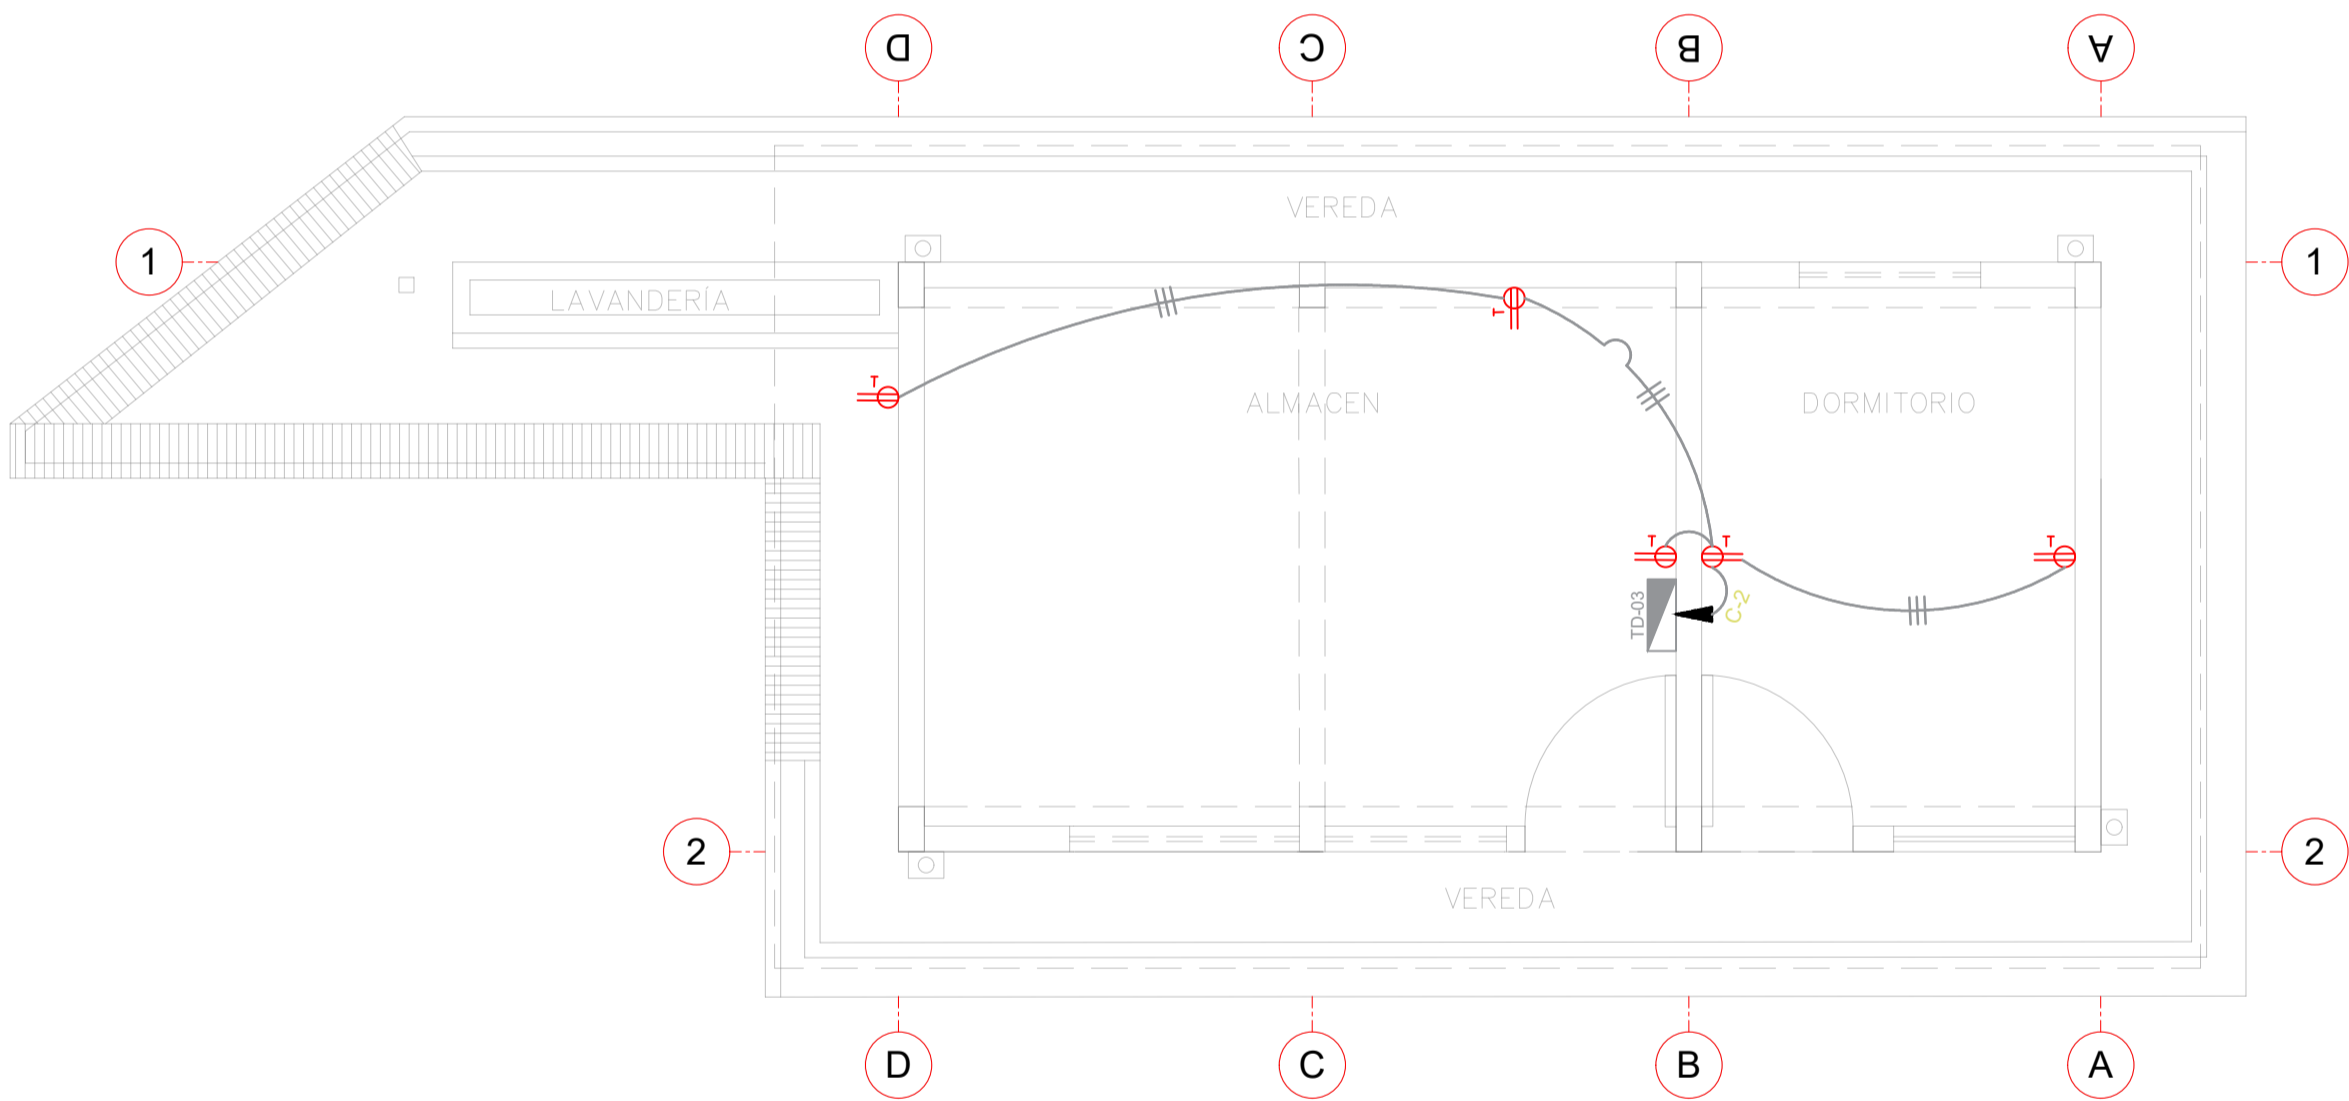 D C B A
VEREDA
1 1
LAVANDERÍA
T
T
ALMACEN DORMITORIO
T T T
TD-03 C-2
2 2
VEREDA
D C B A